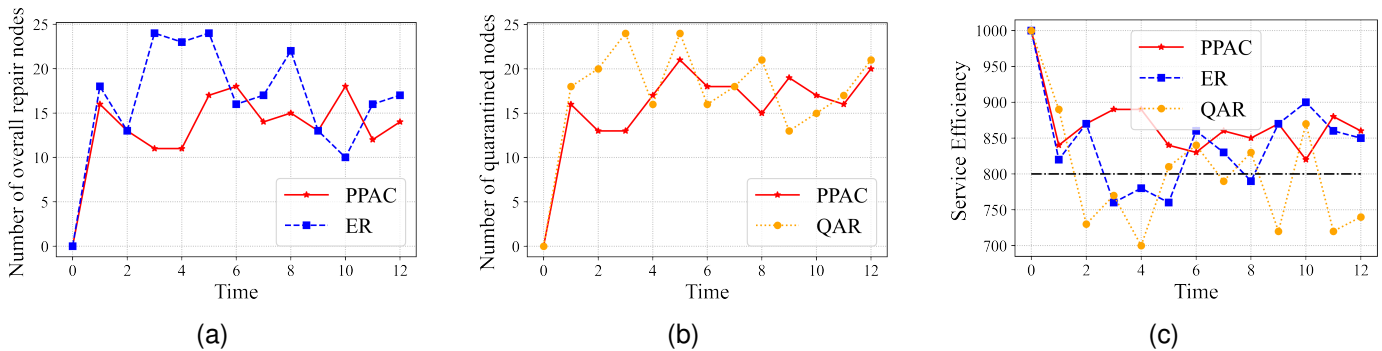 Number of overall repair nodes
25
20
15
10
5
0
PPAC
ER
0 2 4 6 8 10 12
Time
(a)
Number of quarantined nodes
25
20
15
10
5
0
PPAC
QAR
0 2 4 6 8 10 12
Time
(b)
Service Efficiency
1000
950
900
850
800
750
700
PPAC
ER
QAR
0 2 4 6 8 10 12
Time
(c)